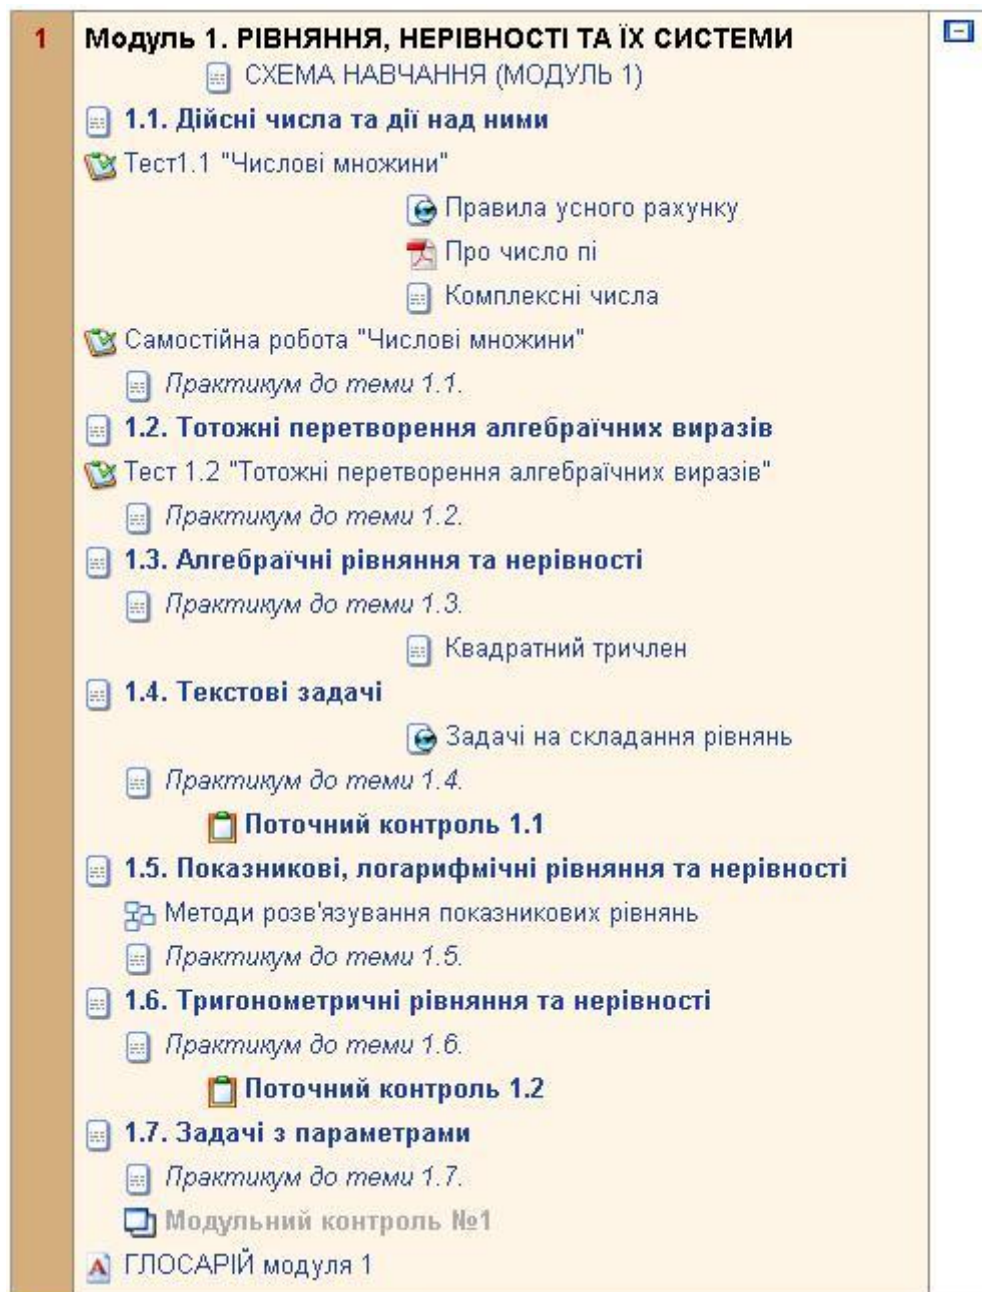 1
Модуль 1. РІВНЯННЯ, НЕРІВНОСТІ ТА ЇХ СИСТЕМИ
СХЕМА НАВЧАННЯ (МОДУЛЬ 1)
1.1. Дійсні числа та дії над ними
Тест1.1 "Числові множини"
Правила усного рахунку
Про число пі
Комплексні числа
Самостійна робота "Числові множини"
Практикум до теми 1.1.
1.2. Тотожні перетворення алгебраїчних виразів
Тест 1.2 "Тотожні перетворення алгебраїчних виразів"
Практикум до теми 1.2.
1.3. Алгебраїчні рівняння та нерівності
Практикум до теми 1.3.
Квадратний тричлен
1.4. Текстові задачі
Задачі на складання рівнянь
Практикум до теми 1.4.
Поточний контроль 1.1
1.5. Показникові, логарифмічні рівняння та нерівності
Методи розв'язування показникових рівнянь
Практикум до теми 1.5.
1.6. Тригонометричні рівняння та нерівності
Практикум до теми 1.6.
Поточний контроль 1.2
1.7. Задачі з параметрами
Практикум до теми 1.7.
Модульний контроль №1
ГЛОСАРІЙ модуля 1